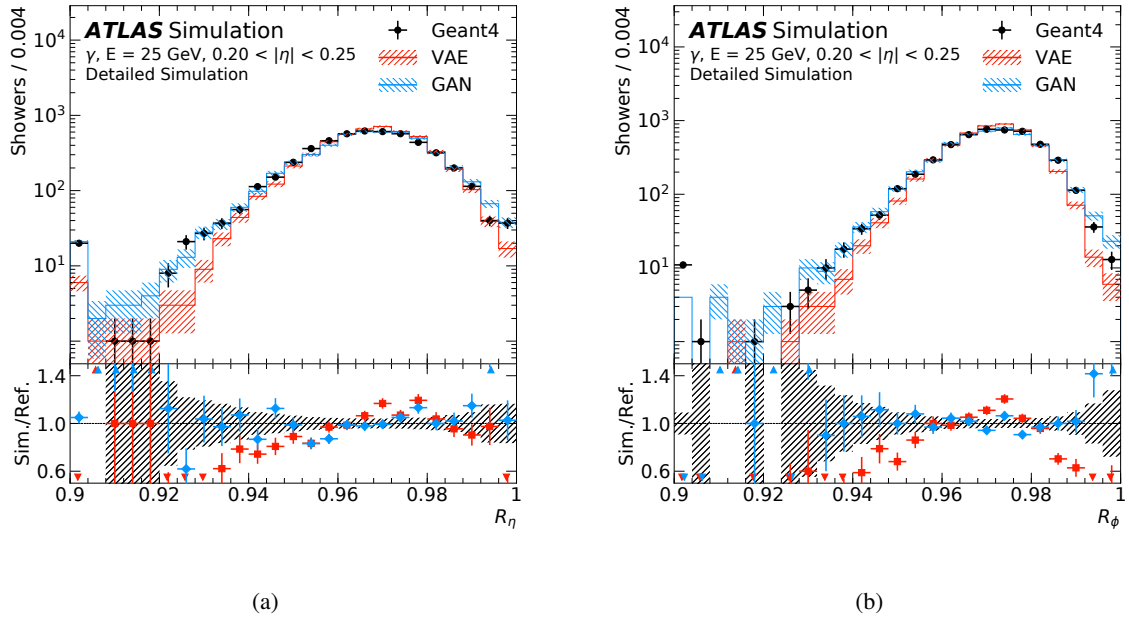 ATLAS Simulation
γ, E = 25 GeV, 0.20 < |η| < 0.25
Detailed Simulation
Geant4
VAE
GAN
Showers / 0.004
10⁴
10³
10²
10¹
Sim./Ref.
1.4
1.0
0.6
0.9
0.92
0.94
0.96
0.98
1
R_η
(a)
ATLAS Simulation
γ, E = 25 GeV, 0.20 < |η| < 0.25
Detailed Simulation
Geant4
VAE
GAN
Showers / 0.004
10⁴
10³
10²
10¹
Sim./Ref.
1.4
1.0
0.6
0.9
0.92
0.94
0.96
0.98
1
R_ϕ
(b)